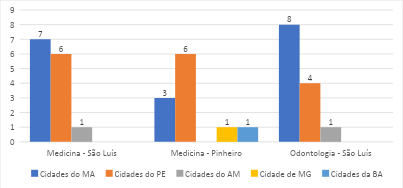 9
8
7
6
5
4
3
2
1
0
7
6
1
3
6
1
1
8
4
1
Medicina - São Luís
Medicina - Pinheiro
Odontologia - São Luís
Cidades do MA
Cidades do PE
Cidades do AM
Cidade de MG
Cidades da BA